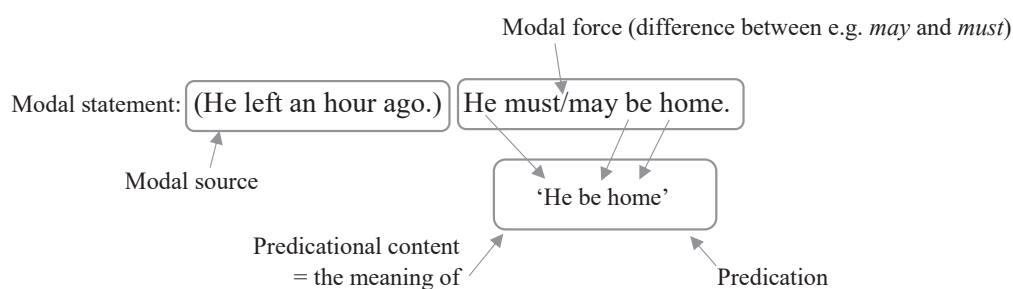 Modal force (difference between e.g. may and must)
Modal statement: (He left an hour ago.) He must/may be home.
Modal source
‘He be home’
Predicational content
= the meaning of
Predication